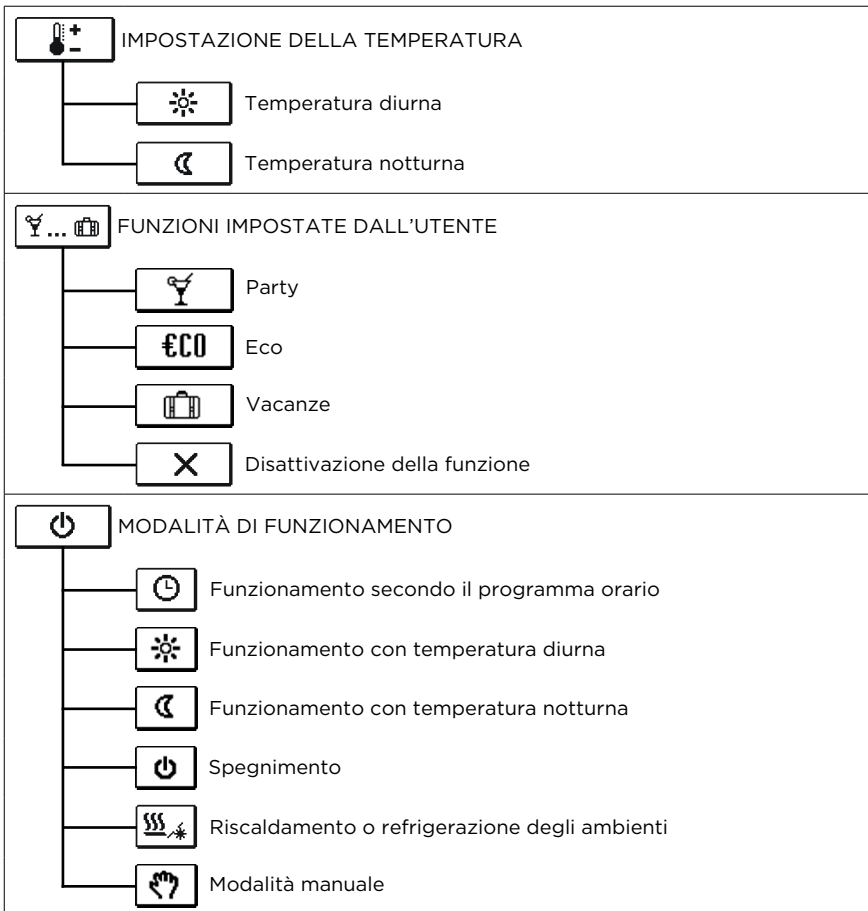 IMPOSTAZIONE DELLA TEMPERATURA
Temperatura diurna
Temperatura notturna
... FUNZIONI IMPOSTATE DALL'UTENTE
Party
€CO Eco
Vacanze
Disattivazione della funzione
MODALITÀ DI FUNZIONAMENTO
Funzionamento secondo il programma orario
Funzionamento con temperatura diurna
Funzionamento con temperatura notturna
Spegnimento
Riscaldamento o refrigerazione degli ambienti
Modalità manuale